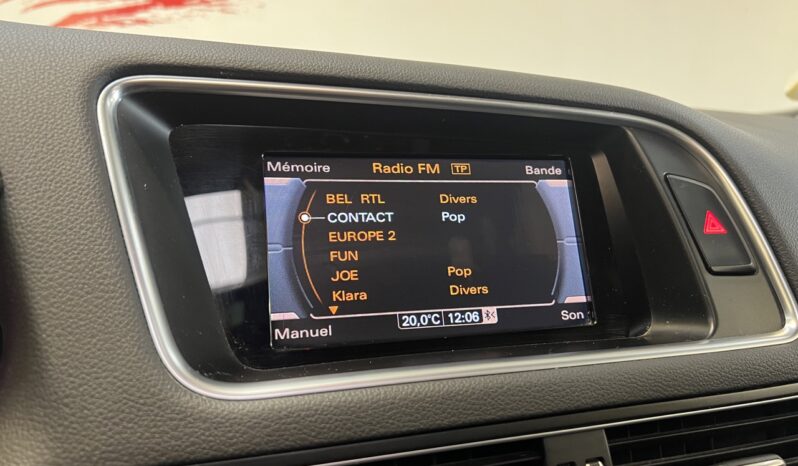 Mémoire Radio FM TP Bande
BEL RTL Divers
CONTACT Pop
EUROPE 2
FUN
JOE Pop
Klara Divers
20,0°C 12:06
Manuel Son